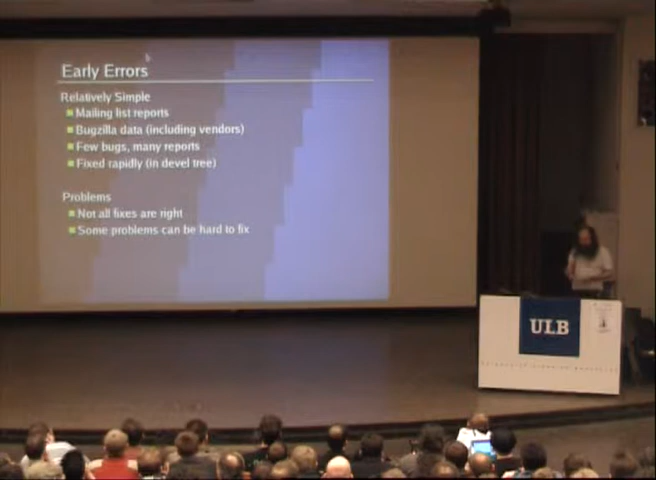 Early Errors
Relatively Simple
Mailing list reports
Bugzilla data (including vendors)
Few bugs, many reports
Fixed rapidly (in devel tree)
Problems
Not all fixes are right
Some problems can be hard to fix
ULB